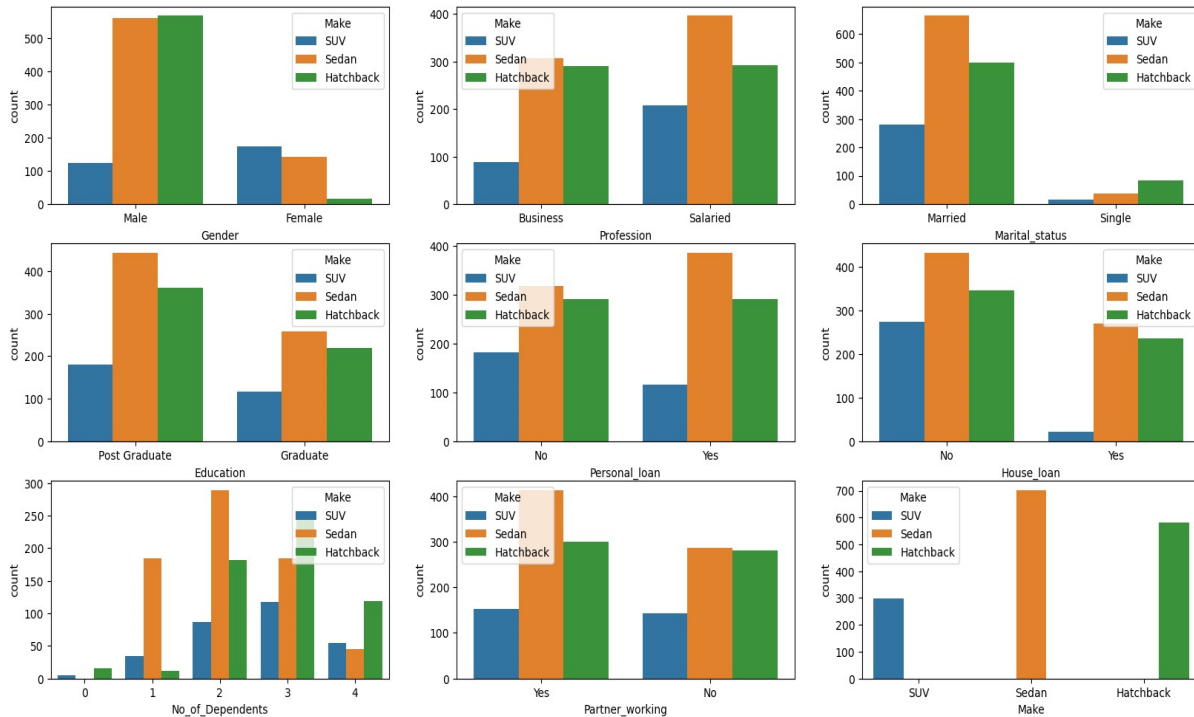 count
500
400
300
200
100
0
Make
SUV
Sedan
Hatchback
Male Female
Gender
count
400
300
200
100
0
Make
SUV
Sedan
Hatchback
Business Salaried
Profession
count
600
500
400
300
200
100
0
Make
SUV
Sedan
Hatchback
Married Single
Marital_status
count
400
300
200
100
0
Make
SUV
Sedan
Hatchback
Post Graduate Graduate
Education
count
400
300
200
100
0
Make
SUV
Sedan
Hatchback
No Yes
Personal_loan
count
400
300
200
100
0
Make
SUV
Sedan
Hatchback
No Yes
House_loan
count
300
250
200
150
100
50
0
Make
SUV
Sedan
Hatchback
0 1 2 3 4
No_of_Dependents
count
400
300
200
100
0
Make
SUV
Sedan
Hatchback
Yes No
Partner_working
count
700
600
500
400
300
200
100
0
Make
SUV
Sedan
Hatchback
SUV Sedan Hatchback
Make